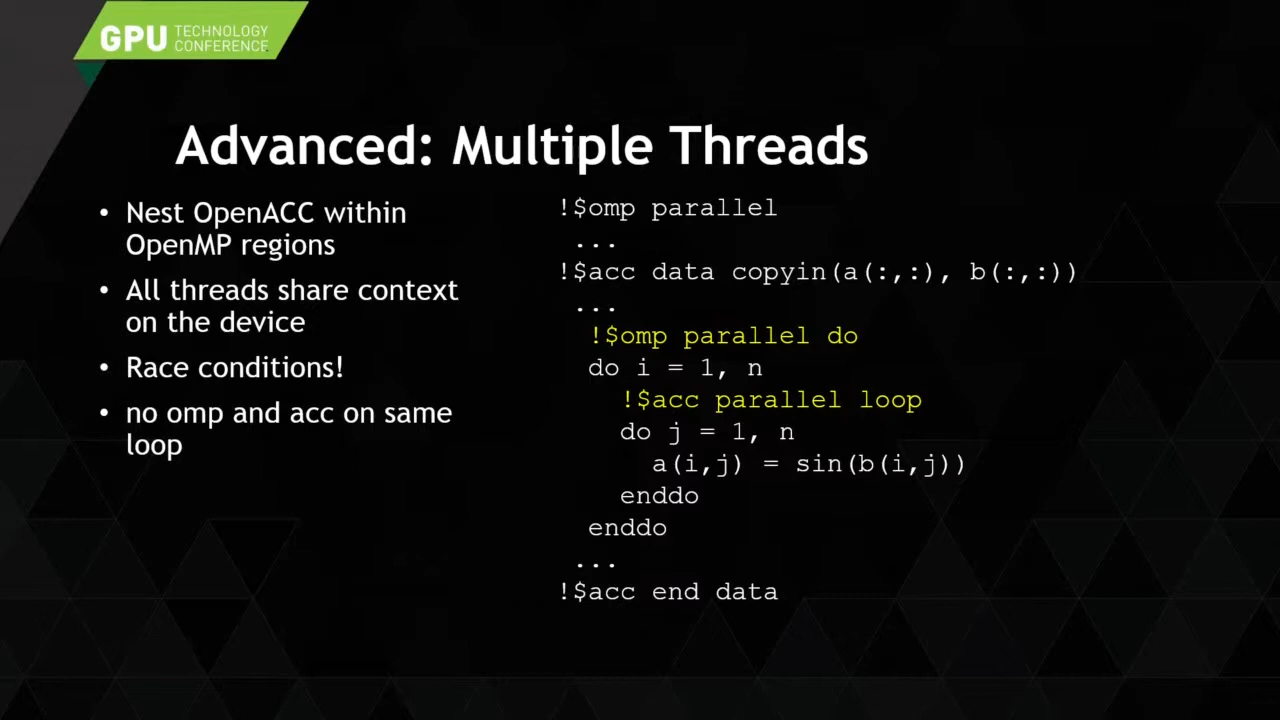 GPU TECHNOLOGY
CONFERENCE
Advanced: Multiple Threads
• Nest OpenACC within
OpenMP regions
• All threads share context
on the device
• Race conditions!
• no omp and acc on same
loop
!$omp parallel
...
!$acc data copyin(a(:,:), b(:,:))
...
!$omp parallel do
do i = 1, n
!$acc parallel loop
do j = 1, n
a(i,j) = sin(b(i,j))
enddo
enddo
...
!$acc end data